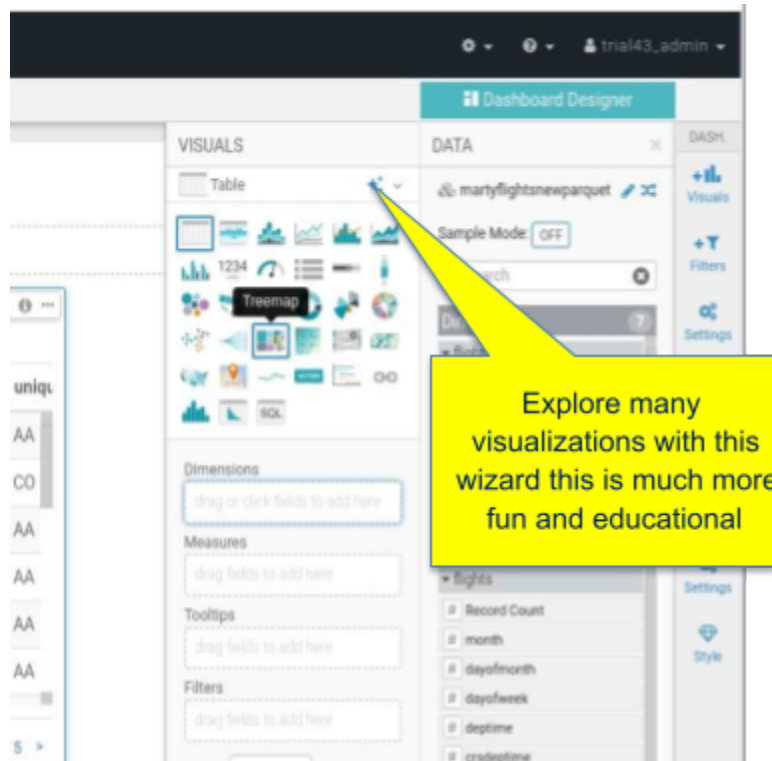 trial43_admin
Dashboard Designer
VISUALS
DATA
DASH.
Table
martyflightsnewparquet
Visuals
Sample Mode: OFF
1234
Filters
Treemap
7
Settings
Explore many
visualizations with this
wizard this is much more
fun and educational
uniqu
AA
CO
AA
AA
AA
AA
5 >
SQL
Dimensions
drag or click fields to add here
Measures
drag fields to add here
Tooltips
drag fields to add here
Filters
drag fields to add here
flights
# Record Count
# month
# dayofmonth
# dayofweek
# deptime
# crsdeptime
Settings
Style